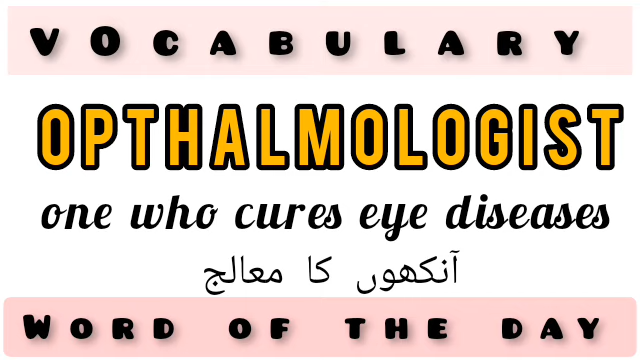 VOCABULARY
OPTHALMOLOGIST
one who cures eye diseases
آنکھوں کا معالج
WORD OF THE DAY